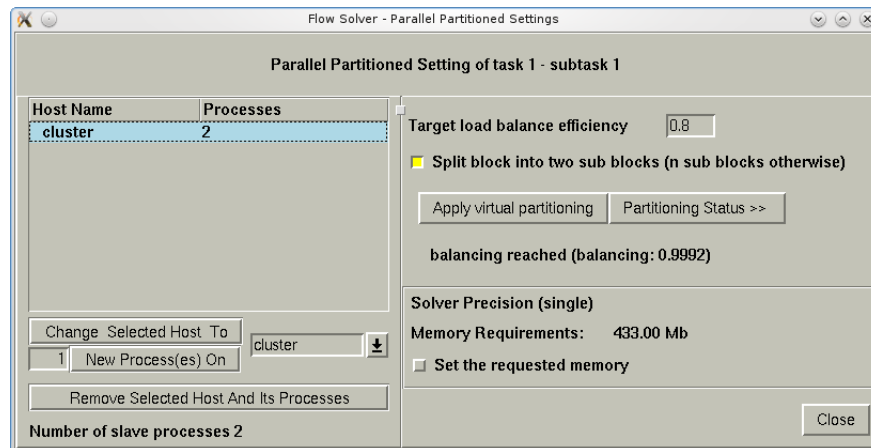 Flow Solver - Parallel Partitioned Settings
Parallel Partitioned Setting of task 1 - subtask 1
Host Name Processes
cluster 2
Target load balance efficiency 0.8
Split block into two sub blocks (n sub blocks otherwise)
Apply virtual partitioning Partitioning Status >>
balancing reached (balancing: 0.9992)
Solver Precision (single)
Memory Requirements: 433.00 Mb
Set the requested memory
Change Selected Host To
1 New Process(es) On
cluster
Remove Selected Host And Its Processes
Number of slave processes 2
Close